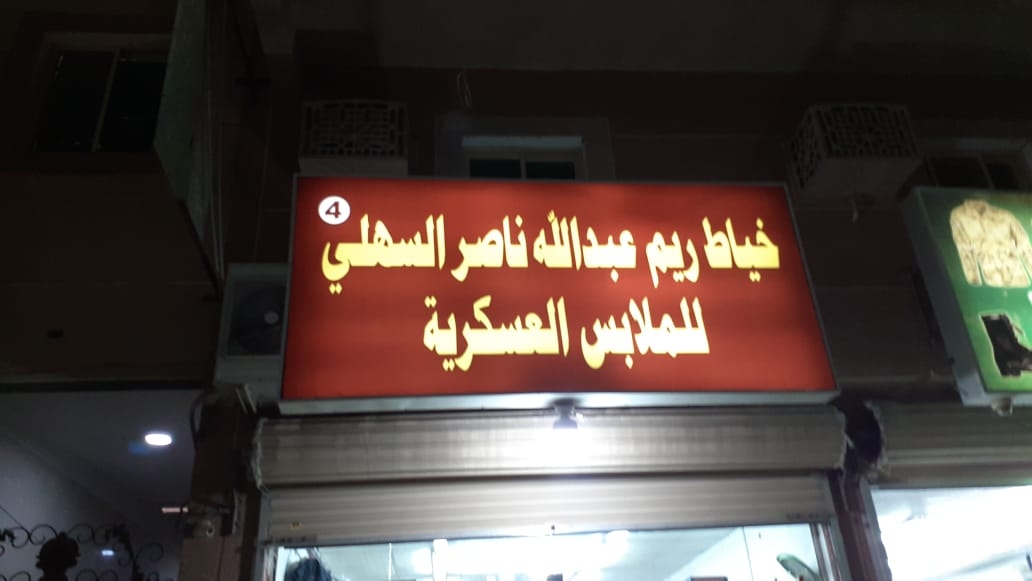 4
خياط ريم عبدالله ناصر السهلي
للملابس العسكرية